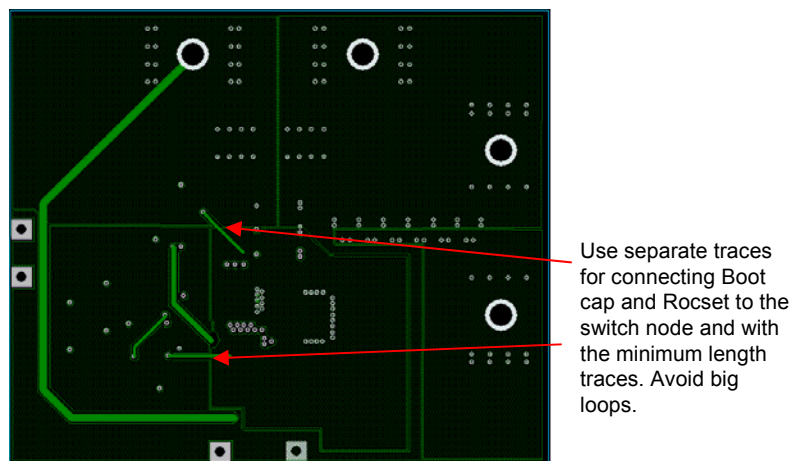 Use separate traces
for connecting Boot
cap and Rocset to the
switch node and with
the minimum length
traces. Avoid big
loops.